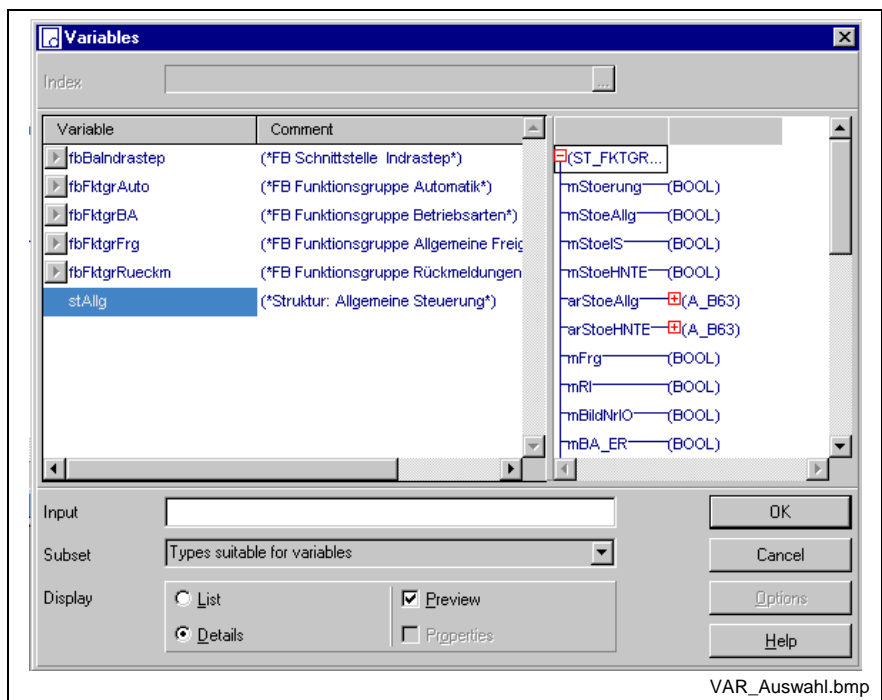 Variables
Index
...
Variable Comment
fbBaIndrastep (*FB Schnittstelle Indrastep*)
fbFktgrAuto (*FB Funktionsgruppe Automatik*)
fbFktgrBA (*FB Funktionsgruppe Betriebsarten*)
fbFktgrFrg (*FB Funktionsgruppe Allgemeine Freig
fbFktgrRueckm (*FB Funktionsgruppe Rückmeldungen
stAllg (*Struktur: Allgemeine Steuerung*)
(ST_FKTGR...
mStoerung (BOOL)
mStoeAllg (BOOL)
mStoeIS (BOOL)
mStoeHNTE (BOOL)
arStoeAllg (A_B63)
arStoeHNTE (A_B63)
mFrg (BOOL)
mRI (BOOL)
mBildNrIO (BOOL)
mBA_ER (BOOL)
Input
OK
Subset Types suitable for variables
Cancel
Display List Preview
Options
Details Properties
Help
VAR_Auswahl.bmp